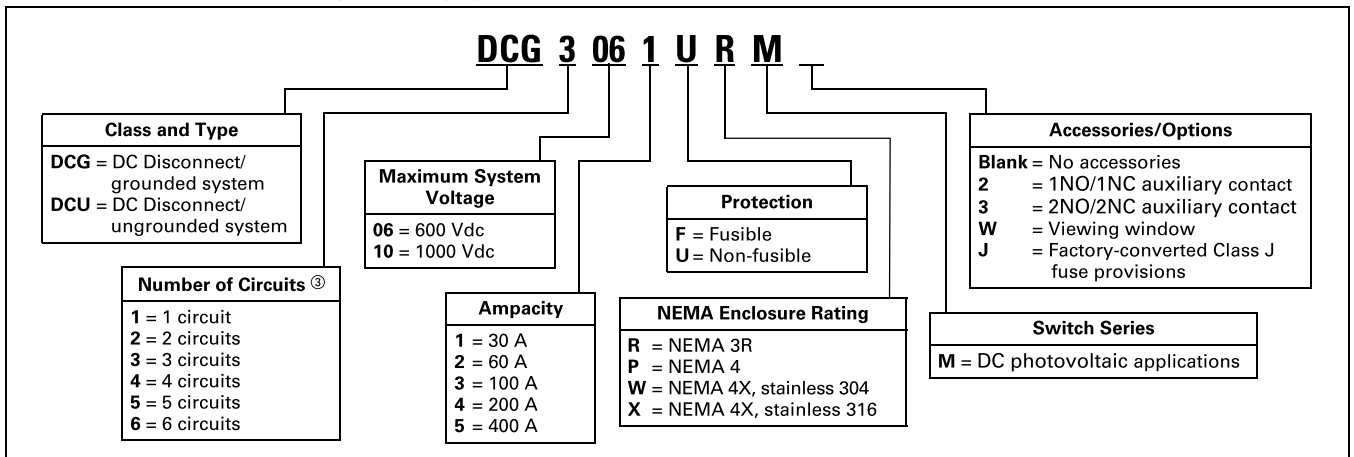 DCG 3 06 1 U R M
Class and Type
DCG = DC Disconnect/
grounded system
DCU = DC Disconnect/
ungrounded system
Number of Circuits ③
1 = 1 circuit
2 = 2 circuits
3 = 3 circuits
4 = 4 circuits
5 = 5 circuits
6 = 6 circuits
Maximum System
Voltage
06 = 600 Vdc
10 = 1000 Vdc
Ampacity
1 = 30 A
2 = 60 A
3 = 100 A
4 = 200 A
5 = 400 A
Protection
F = Fusible
U = Non-fusible
NEMA Enclosure Rating
R = NEMA 3R
P = NEMA 4
W = NEMA 4X, stainless 304
X = NEMA 4X, stainless 316
Switch Series
M = DC photovoltaic applications
Accessories/Options
Blank = No accessories
2 = 1NO/1NC auxiliary contact
3 = 2NO/2NC auxiliary contact
W = Viewing window
J = Factory-converted Class J
fuse provisions